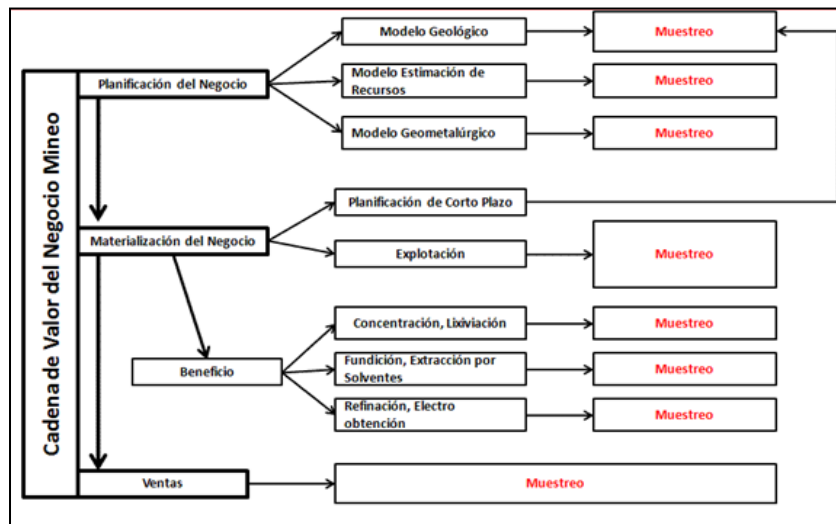 Cadena de Valor del Negocio Mineo
Planificación del Negocio
Modelo Geológico
Muestreo
Modelo Estimación de
Recursos
Muestreo
Modelo Geometalúrgico
Muestreo
Materialización del Negocio
Planificación de Corto Plazo
Explotación
Muestreo
Beneficio
Concentración, Lixiviación
Muestreo
Fundición, Extracción por
Solventes
Muestreo
Refinación, Electro
obtención
Muestreo
Ventas
Muestreo